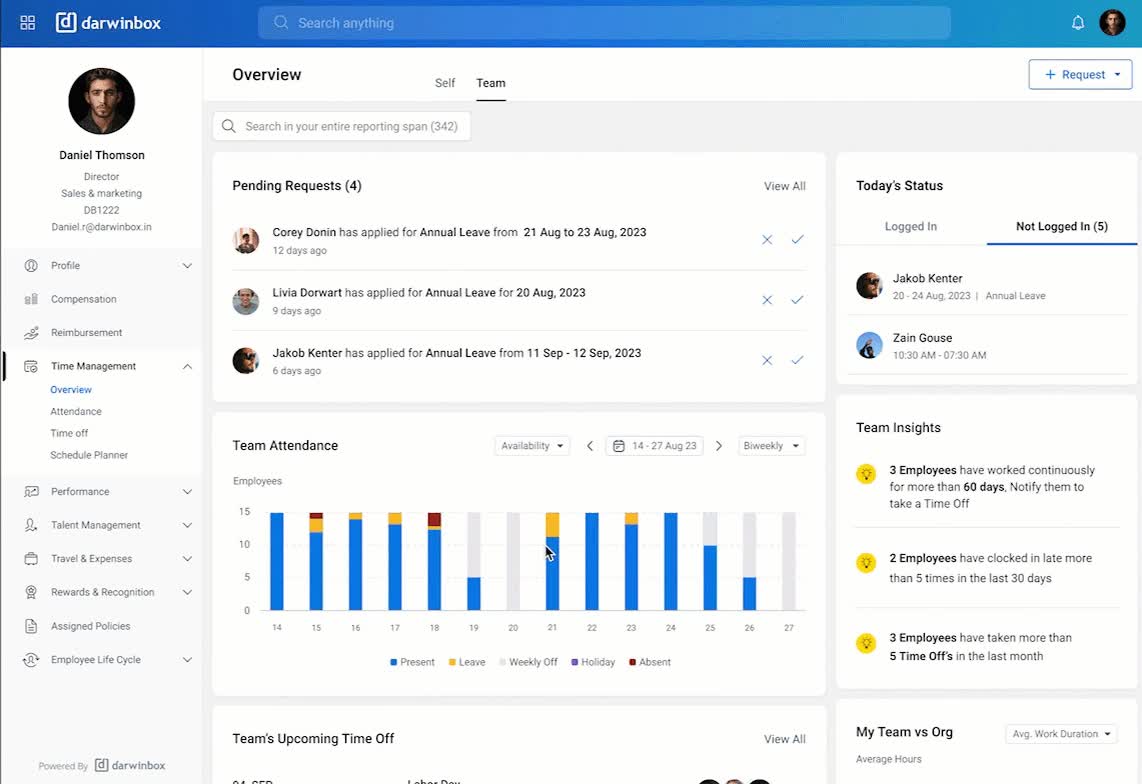 darwinbox
Search anything
Daniel Thomson
Director
Sales & marketing
DB1222
Daniel.r@darwinbox.in
Profile
Compensation
Reimbursement
Time Management
Overview
Attendance
Time off
Schedule Planner
Performance
Talent Management
Travel & Expenses
Rewards & Recognition
Assigned Policies
Employee Life Cycle
Powered By darwinbox
Overview
Self
Team
Request
Search in your entire reporting span (342)
Pending Requests (4)
View All
Corey Donin has applied for Annual Leave from 21 Aug to 23 Aug, 2023
12 days ago
Livia Dorwart has applied for Annual Leave for 20 Aug, 2023
9 days ago
Jakob Kenter has applied for Annual Leave from 11 Sep - 12 Sep, 2023
6 days ago
Team Attendance
Availability
14 - 27 Aug 23
Biweekly
Employees
15
10
5
0
14 15 16 17 18 19 20 21 22 23 24 25 26 27
Present Leave Weekly Off Holiday Absent
Team's Upcoming Time Off
View All
04, SEP
Labor Day
Today's Status
Logged In
Not Logged In (5)
Jakob Kenter
20 - 24 Aug, 2023 | Annual Leave
Zain Gouse
10:30 AM - 07:30 AM
Team Insights
3 Employees have worked continuously
for more than 60 days, Notify them to
take a Time Off
2 Employees have clocked in late more
than 5 times in the last 30 days
3 Employees have taken more than
5 Time Off's in the last month
My Team vs Org
Avg. Work Duration
Average Hours